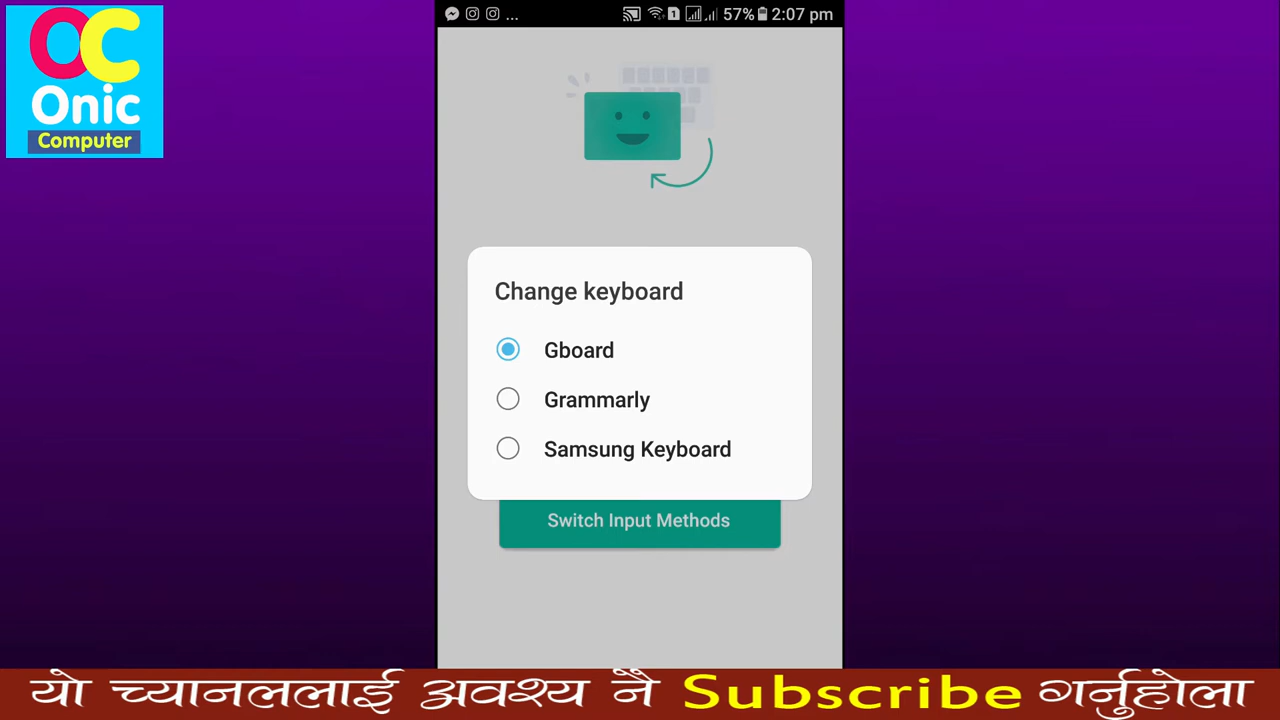 OC
Onic
Computer
... 1 57% 2:07 pm
Change keyboard
Gboard
Grammarly
Samsung Keyboard
Switch Input Methods
यो च्यानललाई अवश्य नै Subscribe गर्नुहोला